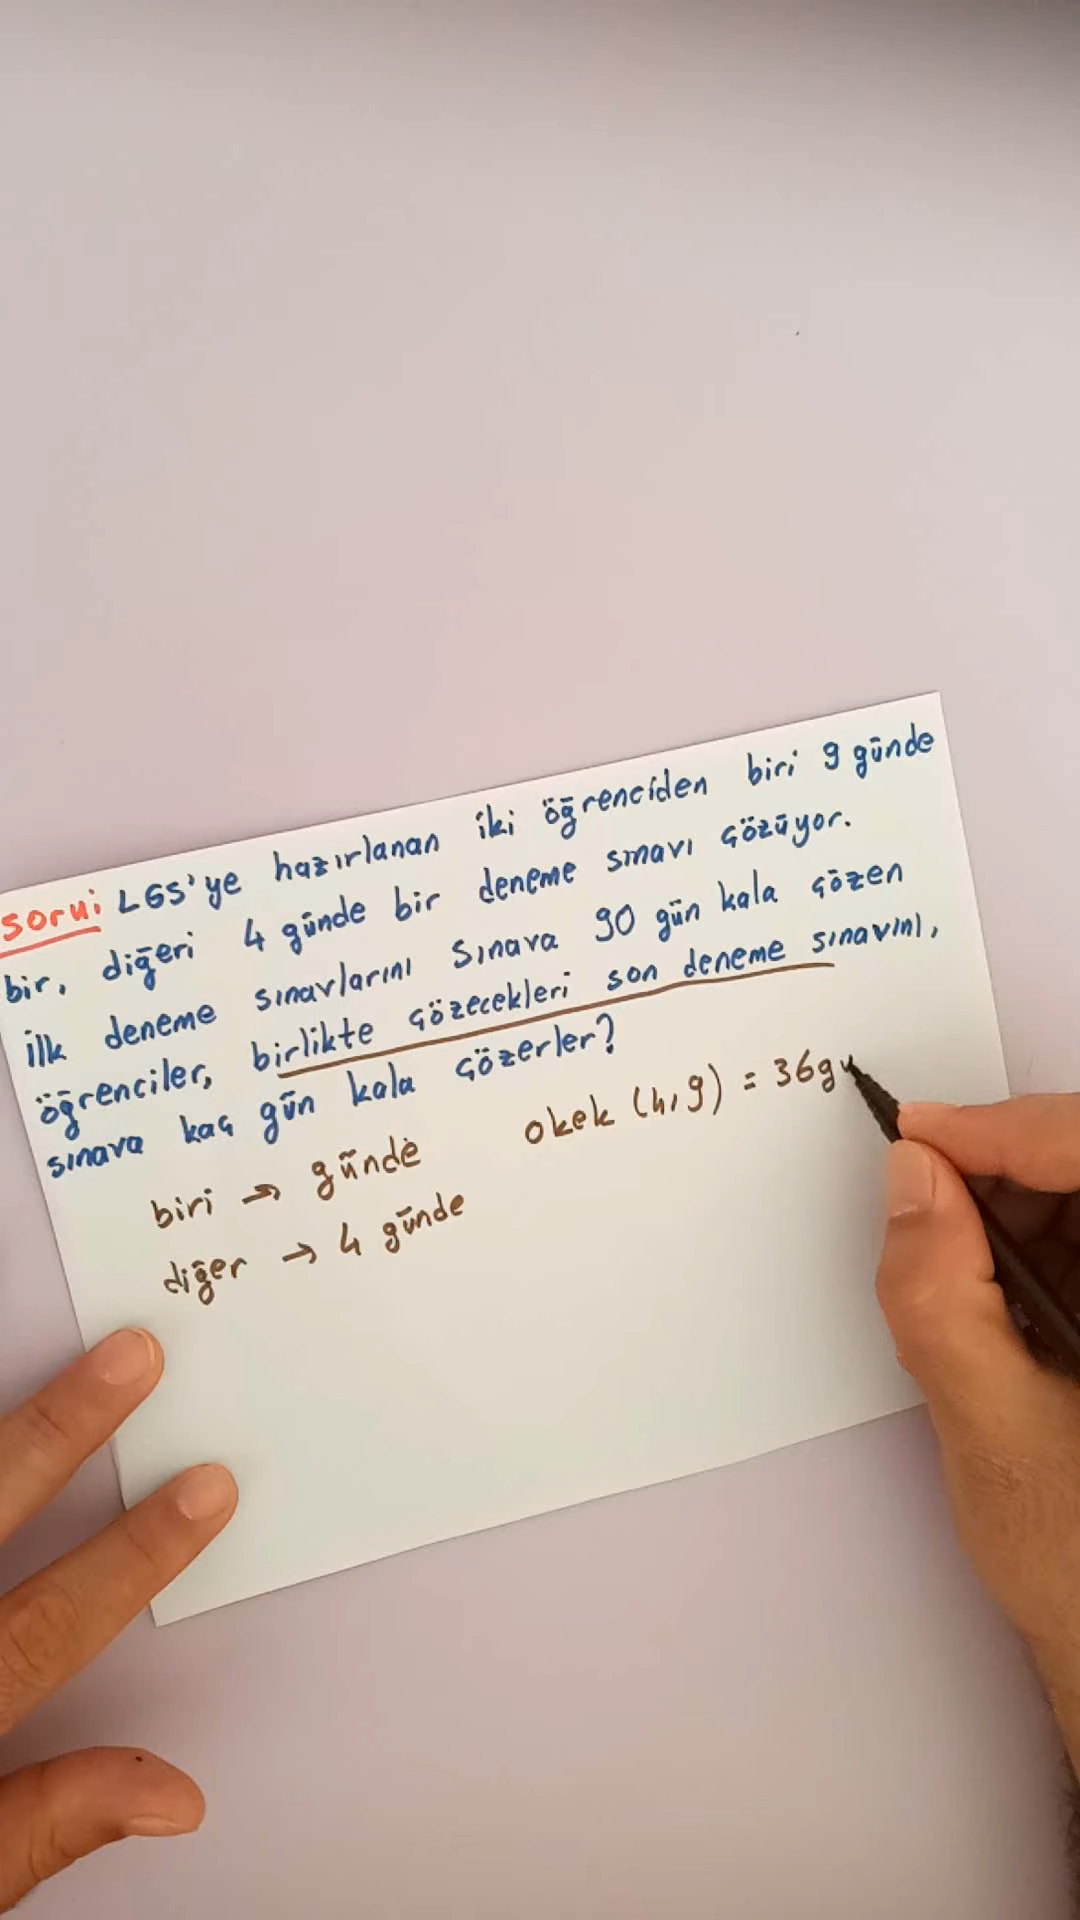 Soru: LGS'ye hazırlanan iki öğrenciden biri 9 günde
bir, diğeri 4 günde bir deneme sınavı çözüyor.
ilk deneme sınavlarını sınava 90 gün kala çözen
öğrenciler, birlikte çözecekleri son deneme sınavını,
sınava kaç gün kala çözerler?
biri → günde
diğer → 4 günde
okek (4,9) = 36gü